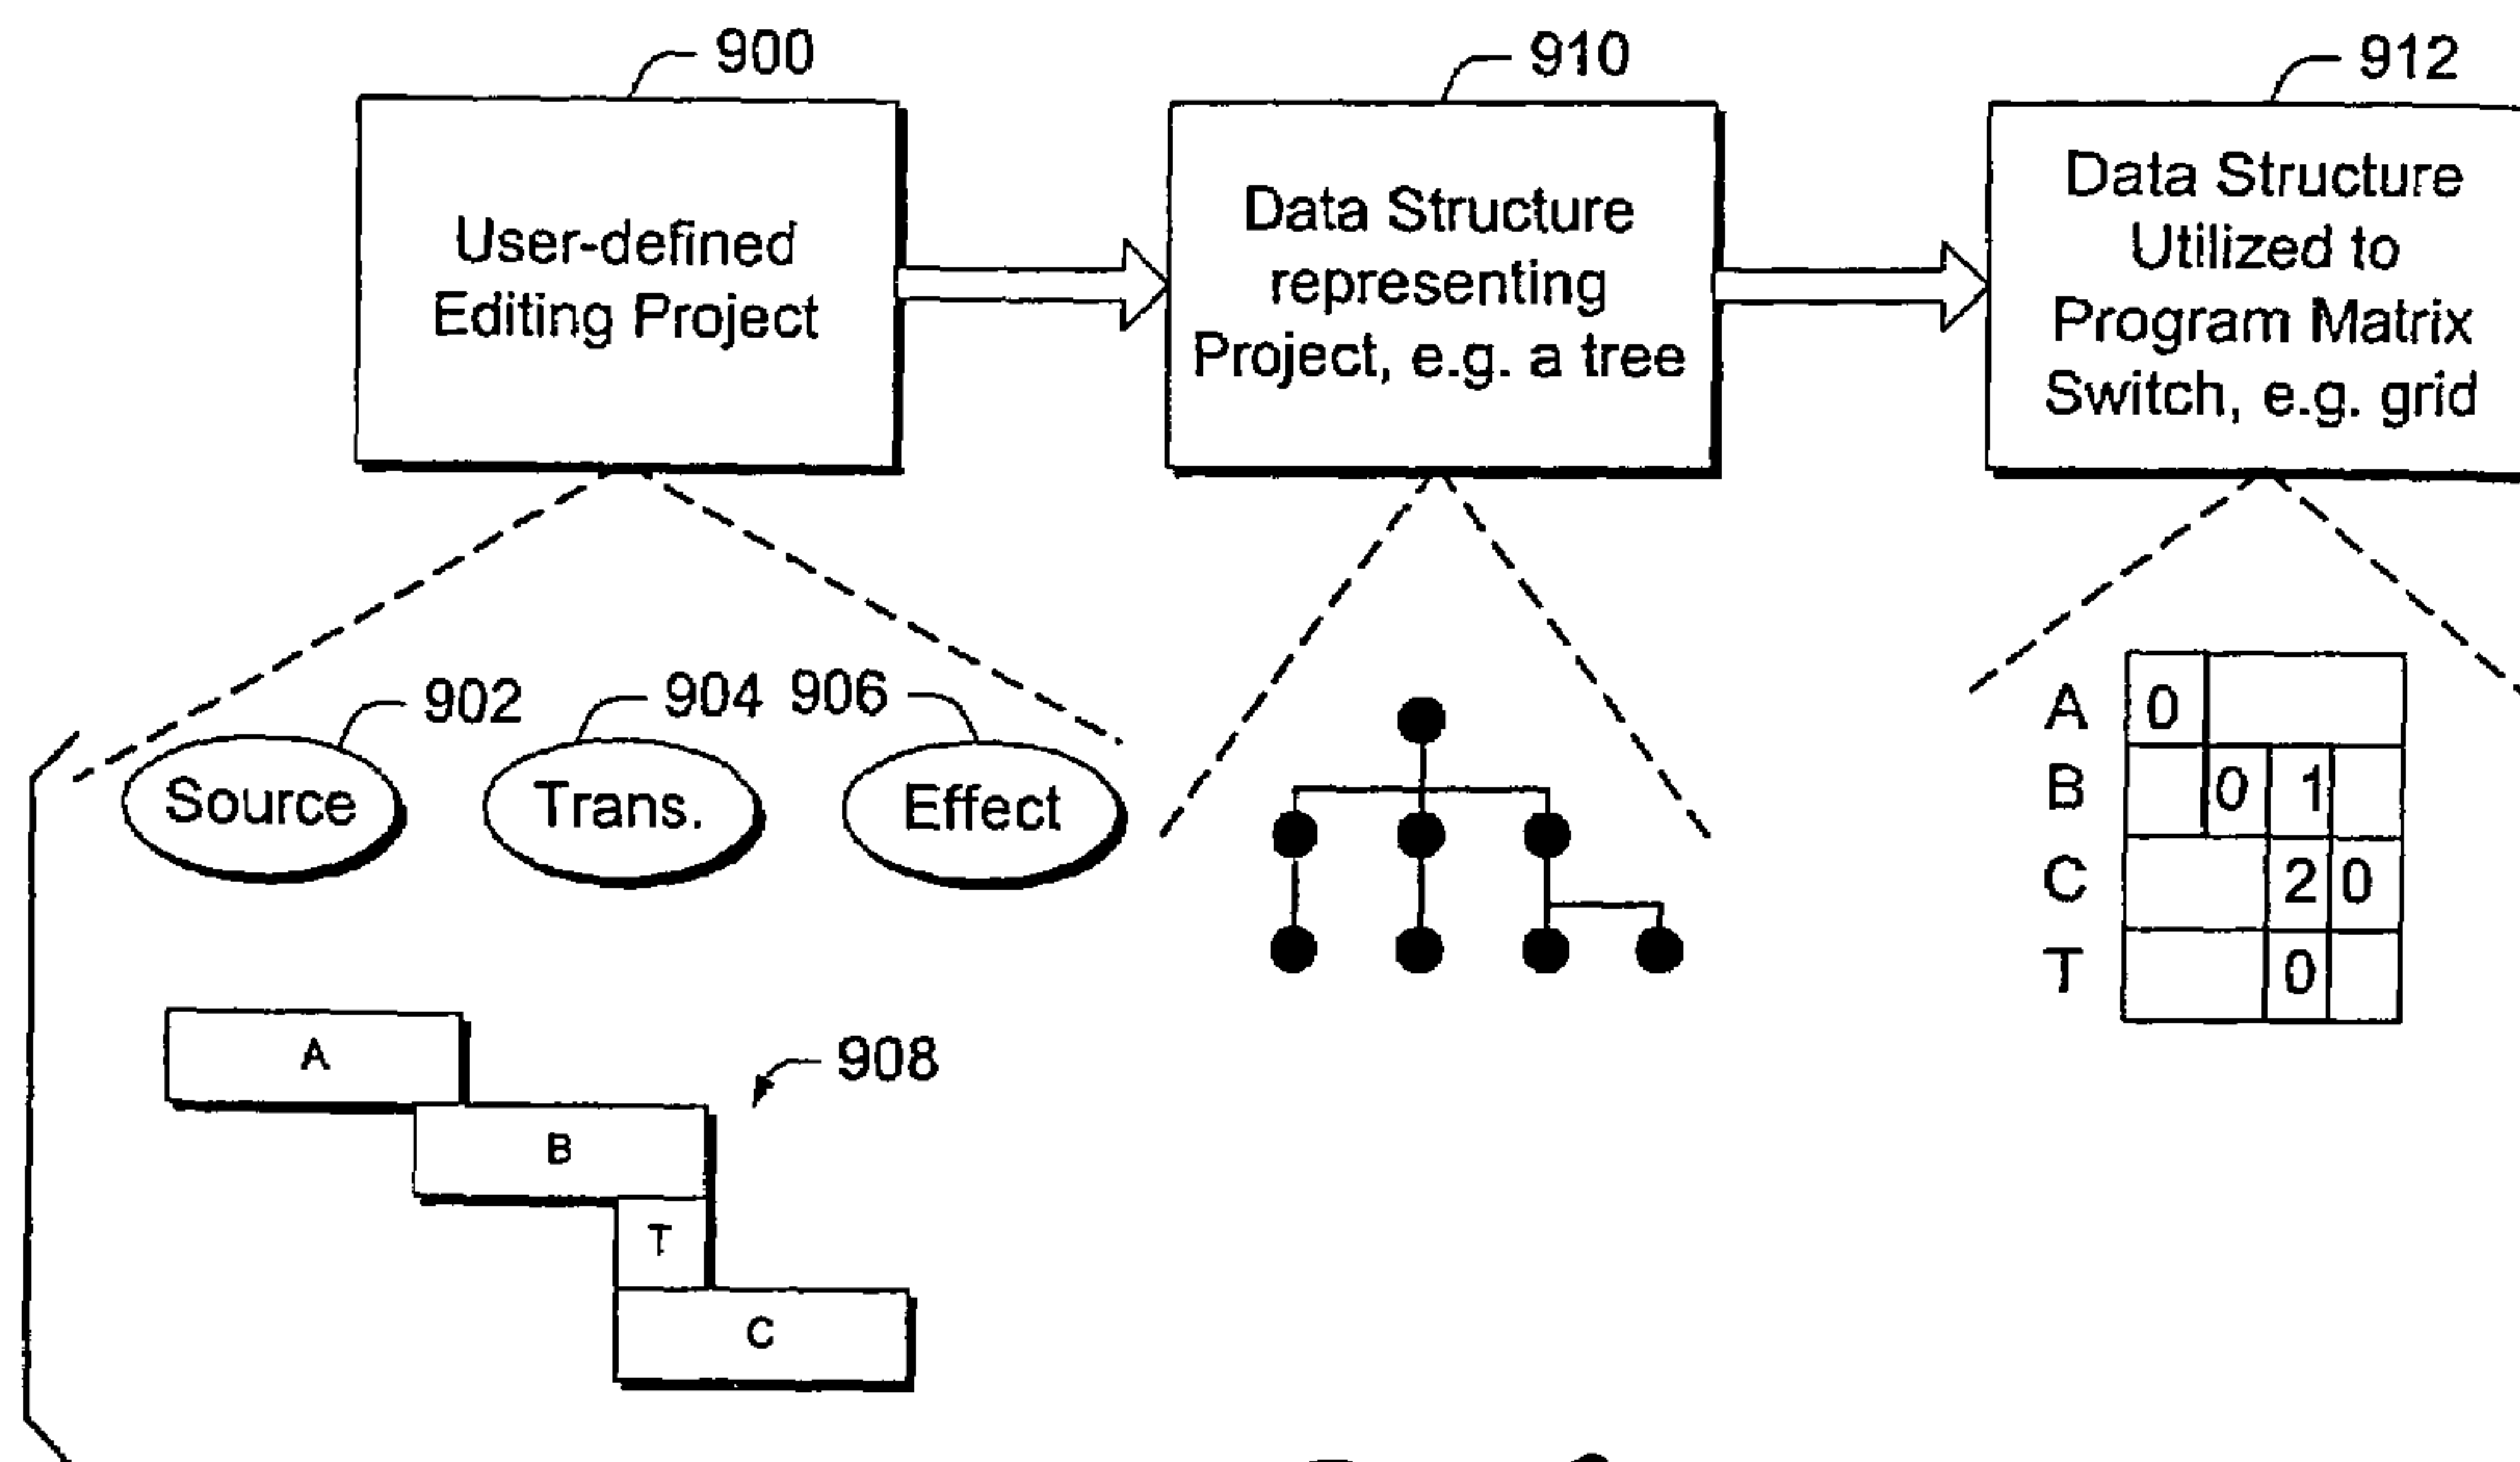 900
910
912
User-defined
Editing Project
Data Structure
representing
Project, e.g. a tree
Data Structure
Utilized to
Program Matrix
Switch, e.g. grid
902
904
906
Source
Trans.
Effect
A 0
B 0 1
C 2 0
T 0
908
A
B
T
C